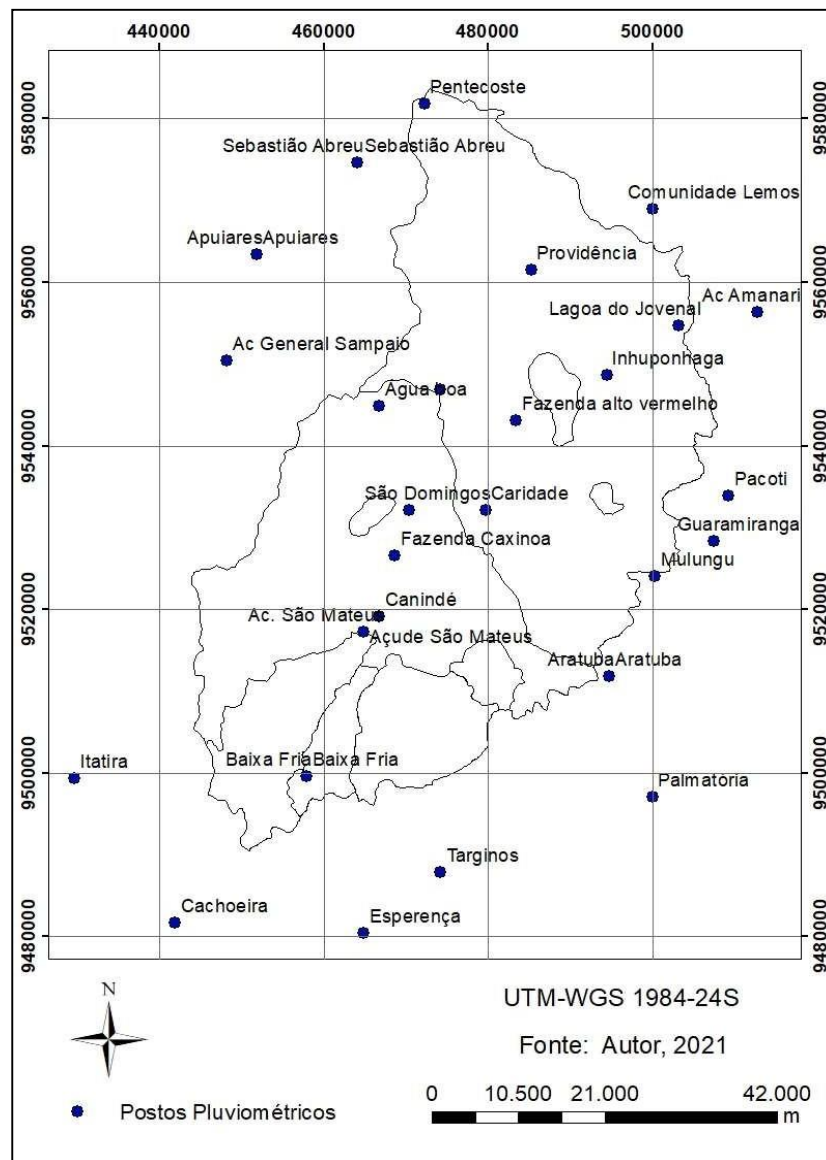 440000 460000 480000 500000
9580000 9580000
9560000 9560000
9540000 9540000
9520000 9520000
9500000 9500000
9480000 9480000
Pentecoste
Sebastião AbreuSebastião Abreu
Comunidade Lemos
ApuiaresApuiares
Providência
Ac Amanari
Lagoa do Jovenal
Ac General Sampaio
Inhuponhaga
Agua boa
Fazenda alto vermelho
Pacoti
São DomingosCaridade
Guaramiranga
Fazenda Caxinoa
Mulungu
Canindé
Ac. São Mateus
Açude São Mateus
AratubaAratuba
Itatira
Baixa FriaBaixa Fria
Palmatoria
Targinos
Cachoeira
Esperença
N
UTM-WGS 1984-24S
Fonte: Autor, 2021
Postos Pluviométricos
0 10.500 21.000 42.000
m